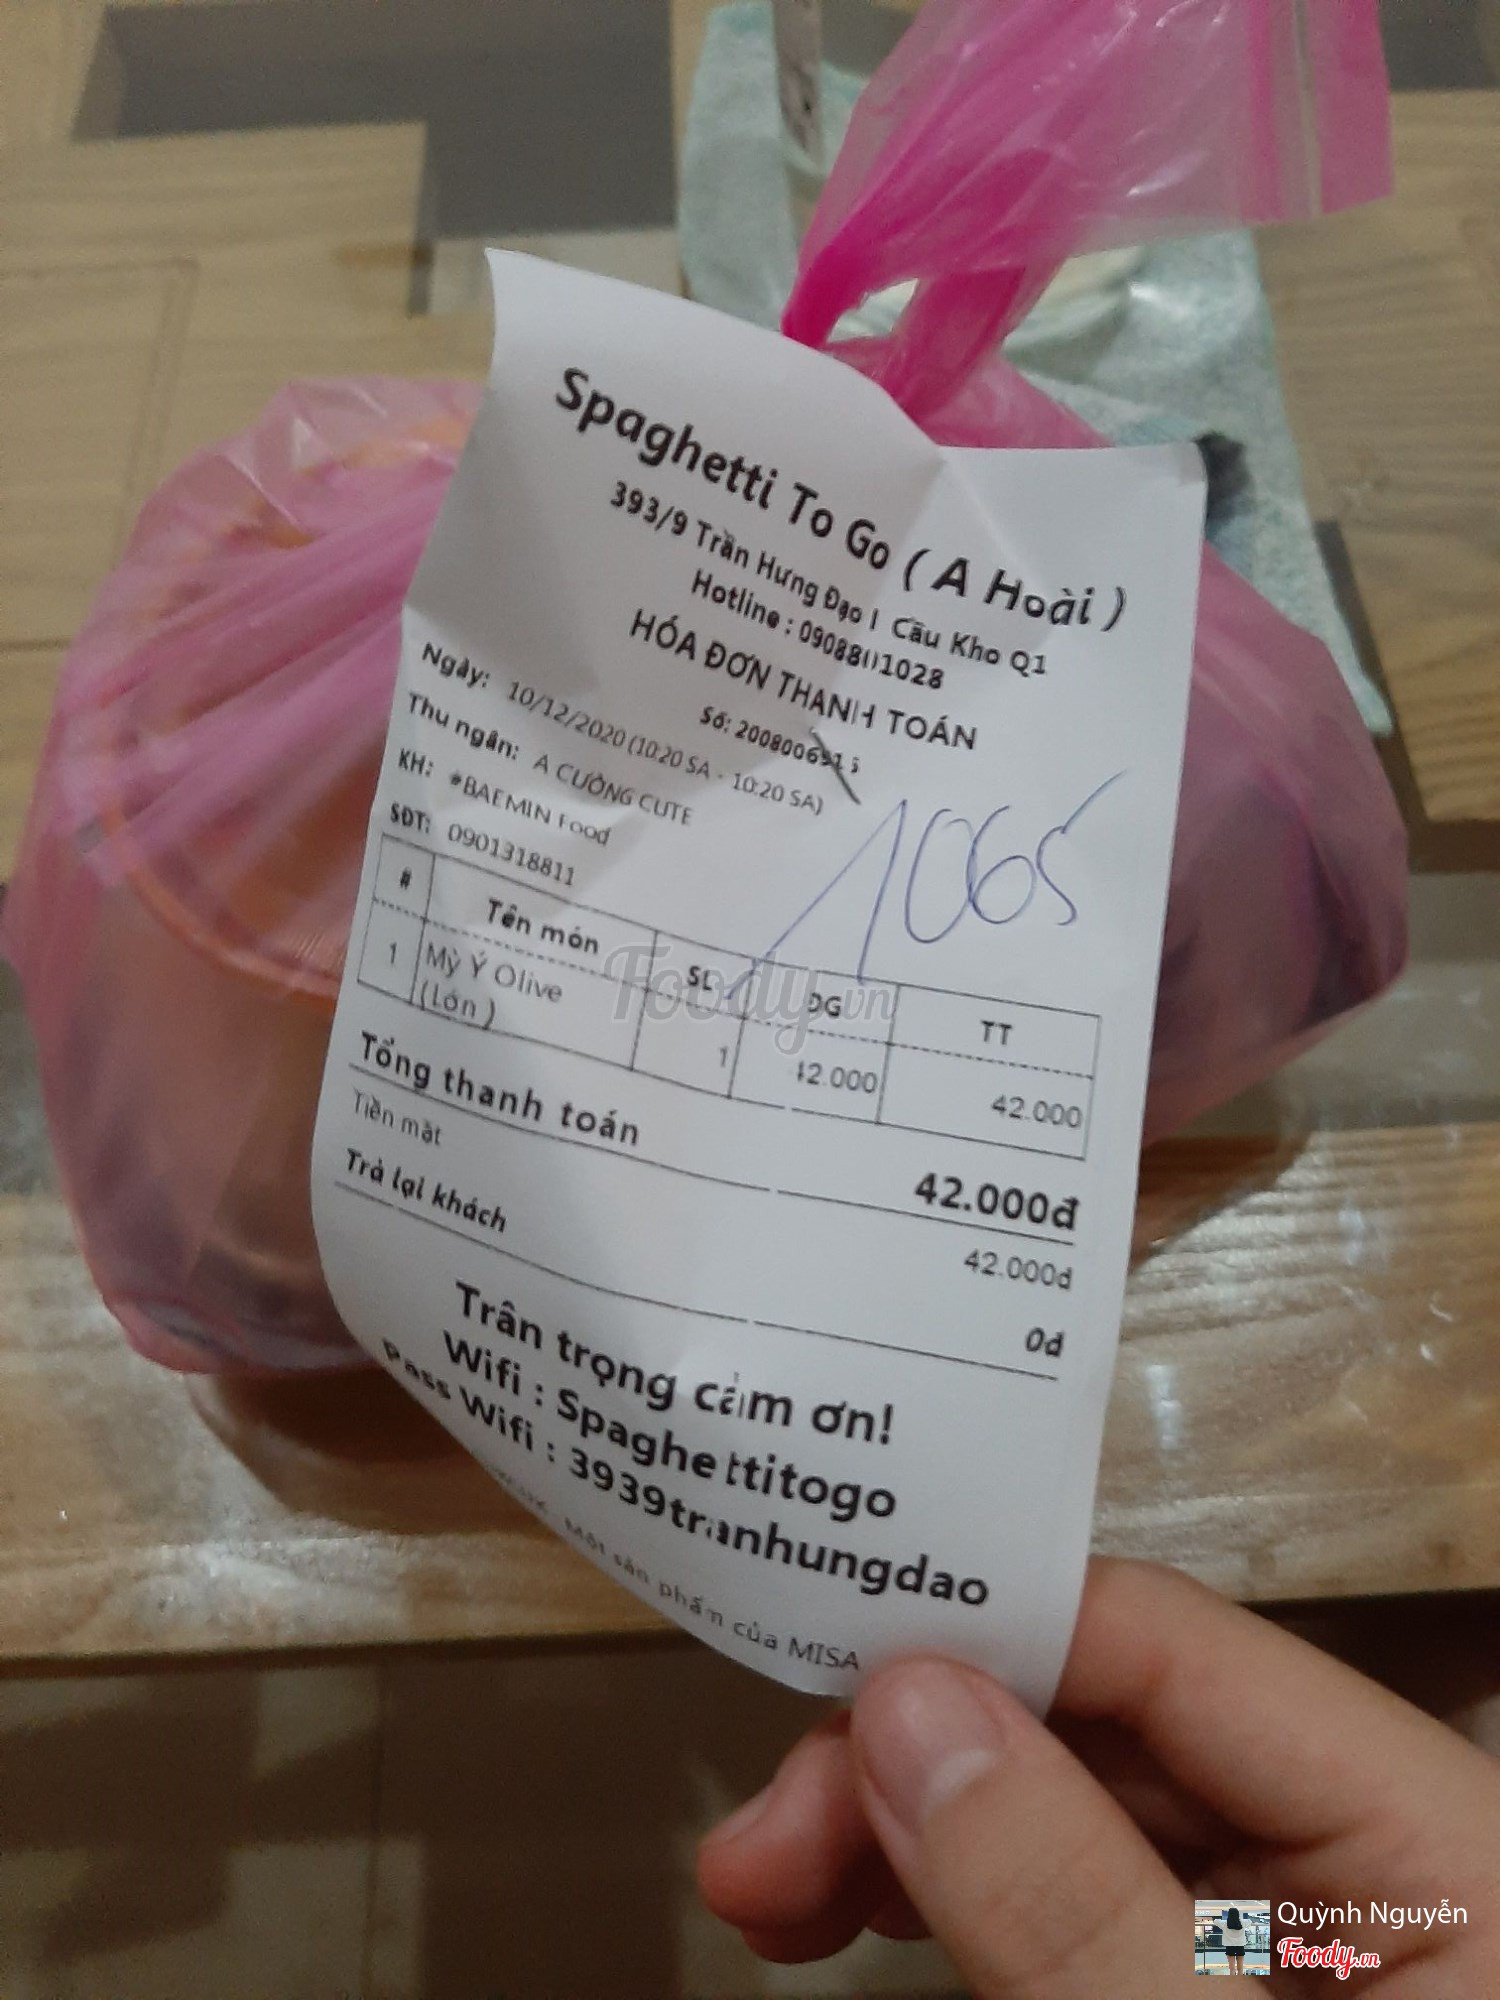 Spaghetti To Go ( A Hoài )
393/9 Trần Hưng Đạo Cầu Kho Q1
Hotline :
HÓA ĐƠN THANH TOÁN
Số:
Ngày: 10/12/2020 (10:20 SA - 10:20 SA)
Thu ngân: A CƯỜNG CUTE
KH: #BAEMIN Food
SĐT: 0901318811
1065
# Tên món SL ĐG TT
1 Mỳ Ý Olive (Lớn ) 1 42.000 42.000
Tổng thanh toán 42.000đ
Tiền mặt 42.000đ
Trả lại khách 0đ
Trân trọng cảm ơn!
Wifi : Spaghettitogo
Pass Wifi : 3939tranhungdao
Một sản phẩm của MISA
Foody.vn
Quỳnh Nguyễn
Foody.vn